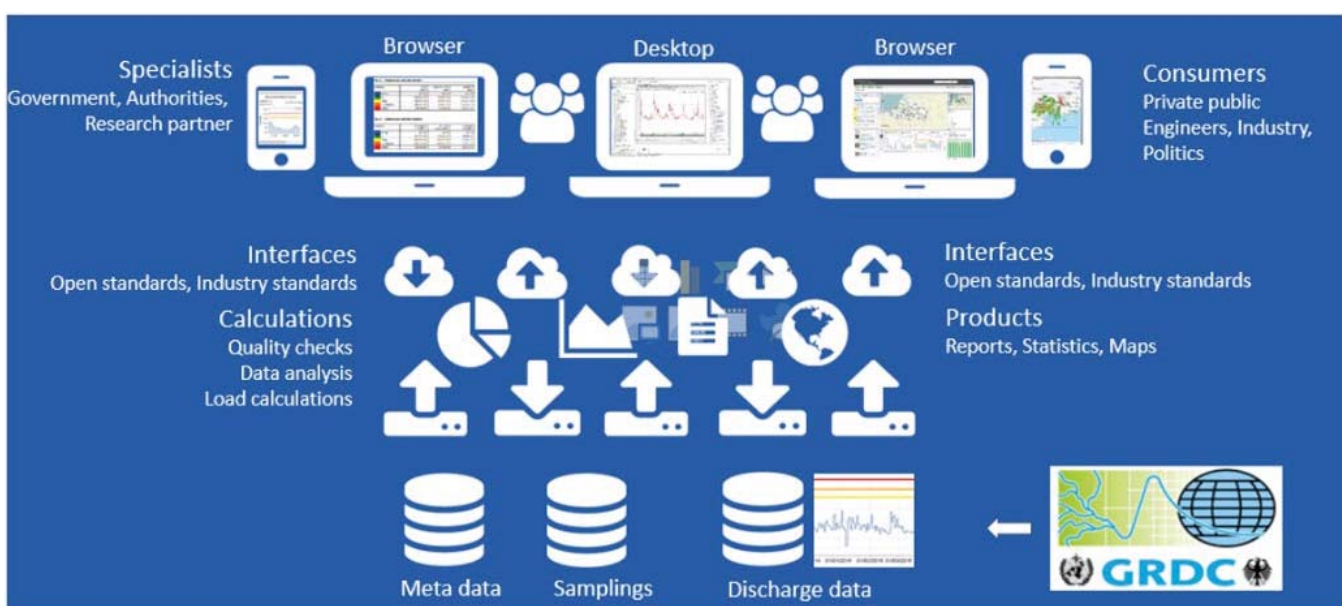 Browser
Desktop
Browser
Specialists
Government, Authorities,
Research partner
Consumers
Private public
Engineers, Industry,
Politics
Interfaces
Open standards, Industry standards
Calculations
Quality checks
Data analysis
Load calculations
Interfaces
Open standards, Industry standards
Products
Reports, Statistics, Maps
Meta data
Samplings
Discharge data
GRDC